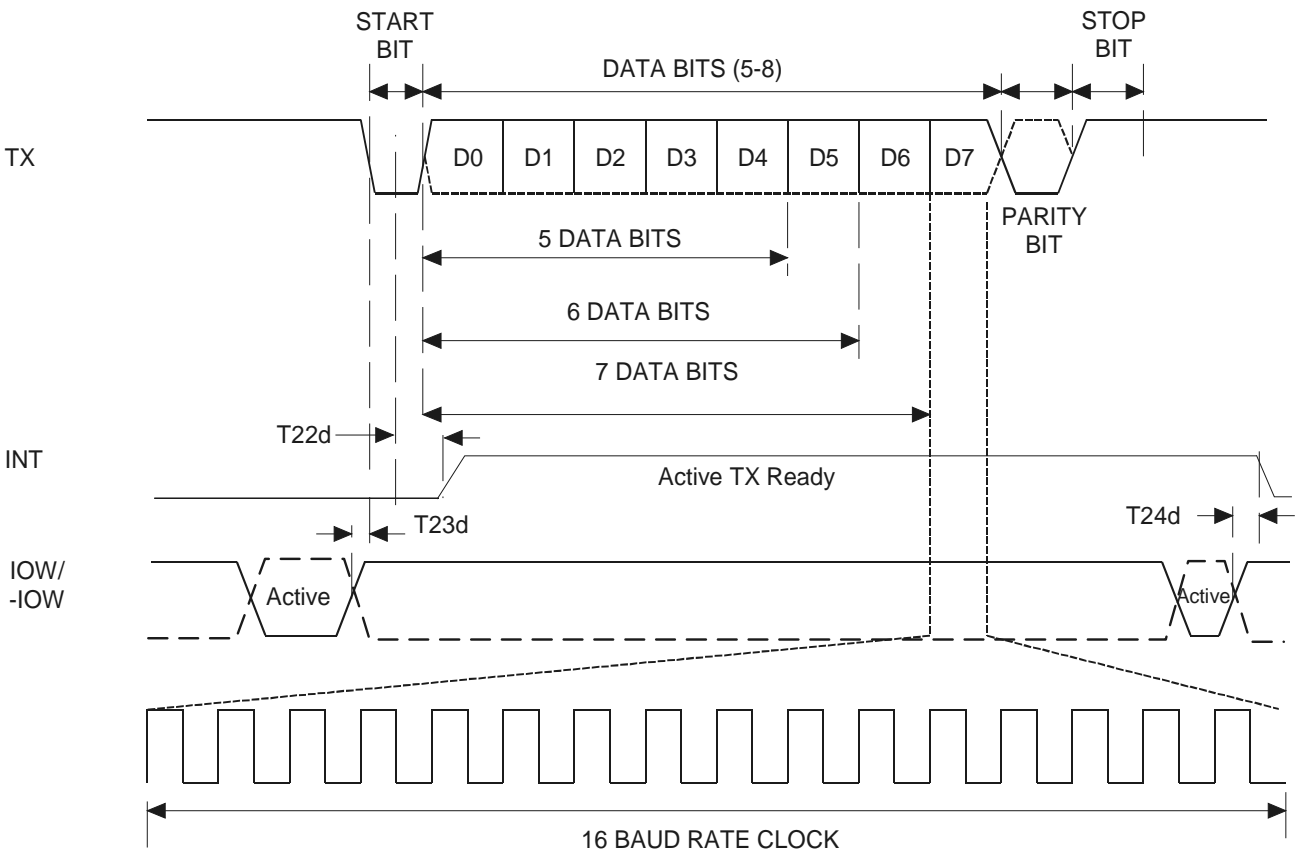 START
BIT
STOP
BIT
DATA BITS (5-8)
TX
D0 D1 D2 D3 D4 D5 D6 D7
PARITY
BIT
5 DATA BITS
6 DATA BITS
7 DATA BITS
T22d
INT
Active TX Ready
T23d
T24d
IOW/
-IOW
Active
Active
16 BAUD RATE CLOCK